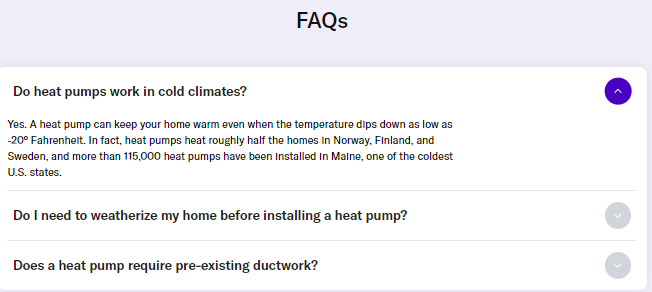 FAQs
Do heat pumps work in cold climates?
Yes. A heat pump can keep your home warm even when the temperature dips down as low as
-20° Fahrenheit. In fact, heat pumps heat roughly half the homes in Norway, Finland, and
Sweden, and more than 115,000 heat pumps have been installed in Maine, one of the coldest
U.S. states.
Do I need to weatherize my home before installing a heat pump?
Does a heat pump require pre-existing ductwork?